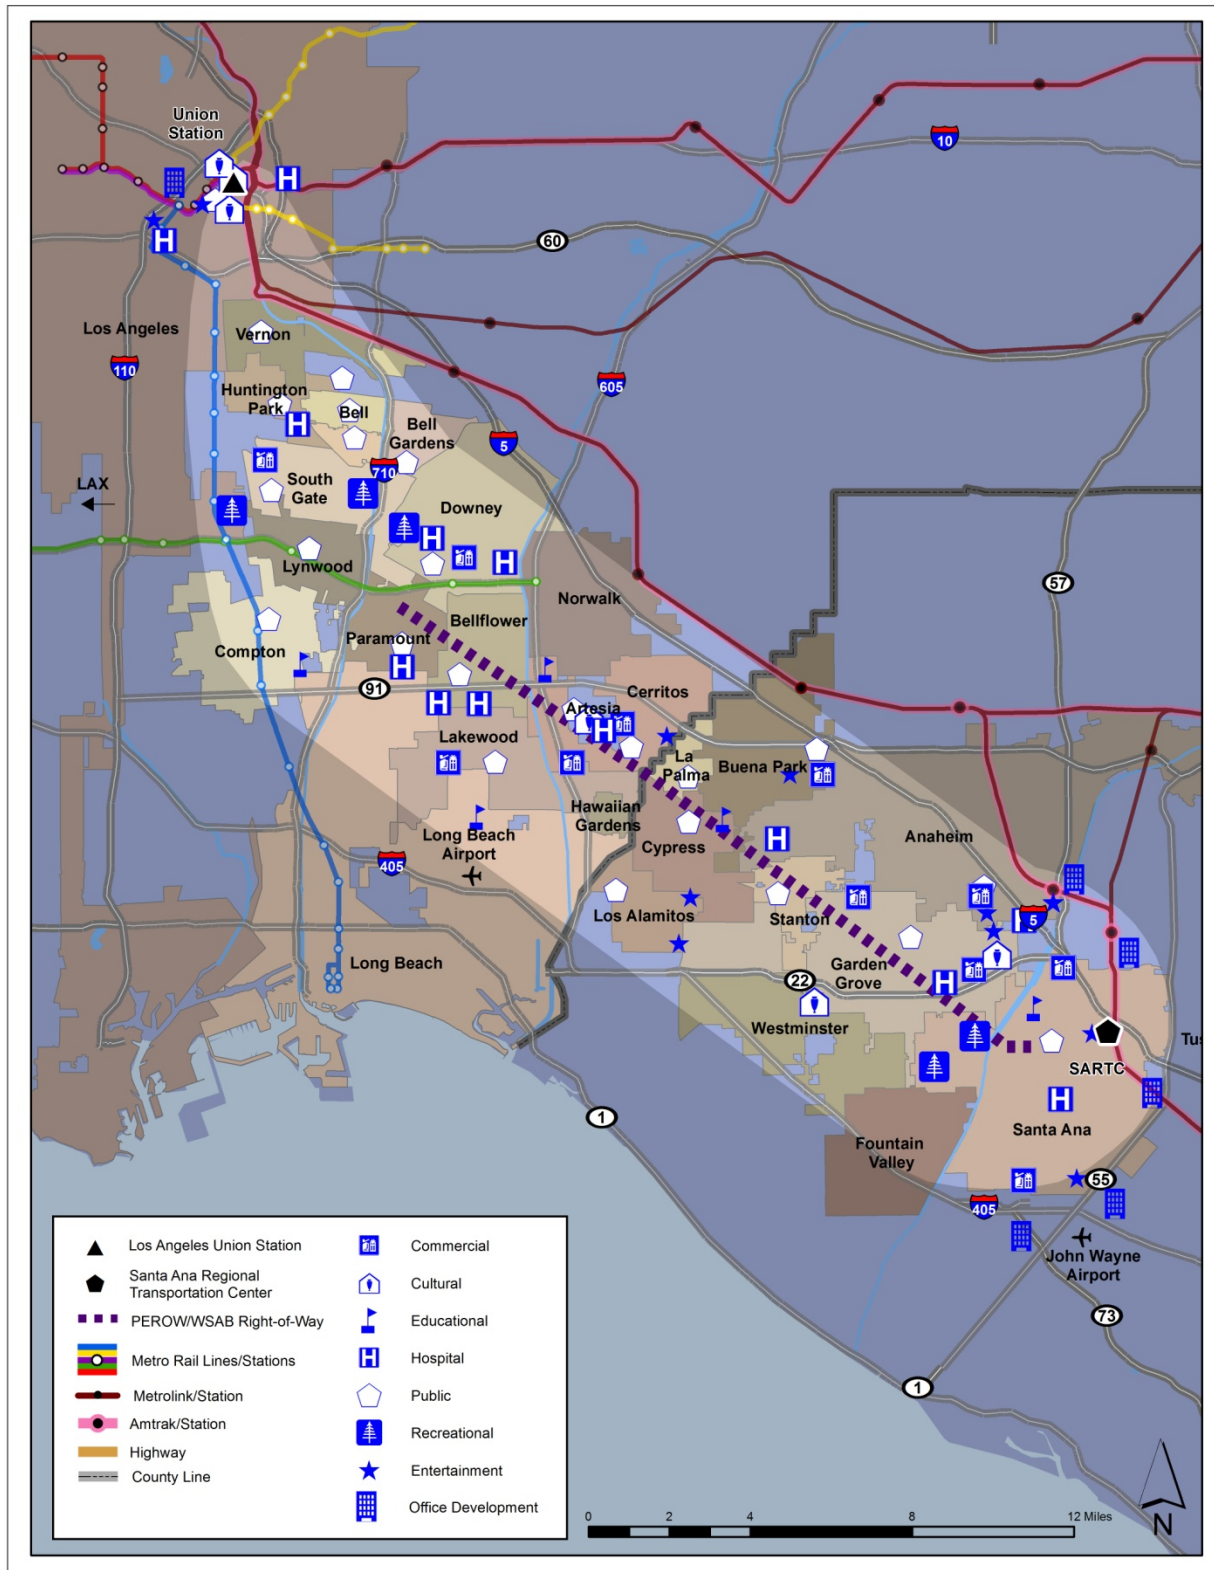 Union
Station
10
60
Los Angeles
Vernon
110
605
Huntington
Park
Bell
Bell
Gardens
5
710
LAX
South
Gate
Downey
57
Lynwood
Norwalk
Bellflower
Paramount
Compton
91
Cerritos
Artesia
Lakewood
La
Palma
Buena Park
Hawaiian
Gardens
Anaheim
Long Beach
Airport
Cypress
405
Los Alamitos
Stanton
5
Long Beach
Garden
Grove
22
Westminster
SARTC
Tus
1
Santa Ana
Fountain
Valley
55
405
John Wayne
Airport
73
1
Los Angeles Union Station
Santa Ana Regional
Transportation Center
PEROW/WSAB Right-of-Way
Metro Rail Lines/Stations
Metrolink/Station
Amtrak/Station
Highway
County Line
Commercial
Cultural
Educational
H Hospital
Public
Recreational
Entertainment
Office Development
0 2 4 8 12 Miles
N